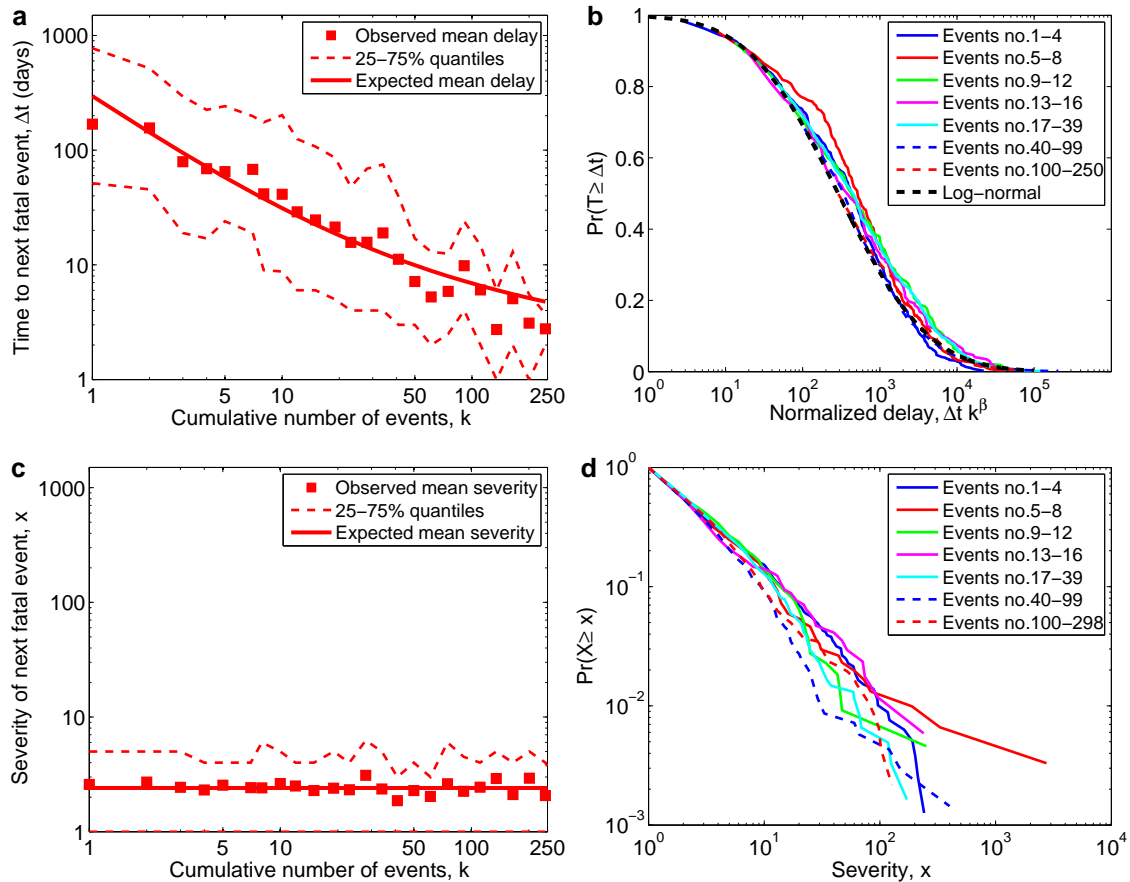 a
1000
100
10
1
Time to next fatal event, Δt (days)
1 5 10 50 100 250
Cumulative number of events, k
Observed mean delay
25−75% quantiles
Expected mean delay
b
1
0.8
0.6
0.4
0.2
0
Pr(T≥ Δt)
10^0 10^1 10^2 10^3 10^4 10^5
Normalized delay, Δt k^β
Events no.1−4
Events no.5−8
Events no.9−12
Events no.13−16
Events no.17−39
Events no.40−99
Events no.100−250
Log−normal
c
1000
100
10
1
Severity of next fatal event, x
1 5 10 50 100 250
Cumulative number of events, k
Observed mean severity
25−75% quantiles
Expected mean severity
d
10^0
10^−1
10^−2
10^−3
Pr(X≥ x)
10^0 10^1 10^2 10^3 10^4
Severity, x
Events no.1−4
Events no.5−8
Events no.9−12
Events no.13−16
Events no.17−39
Events no.40−99
Events no.100−298